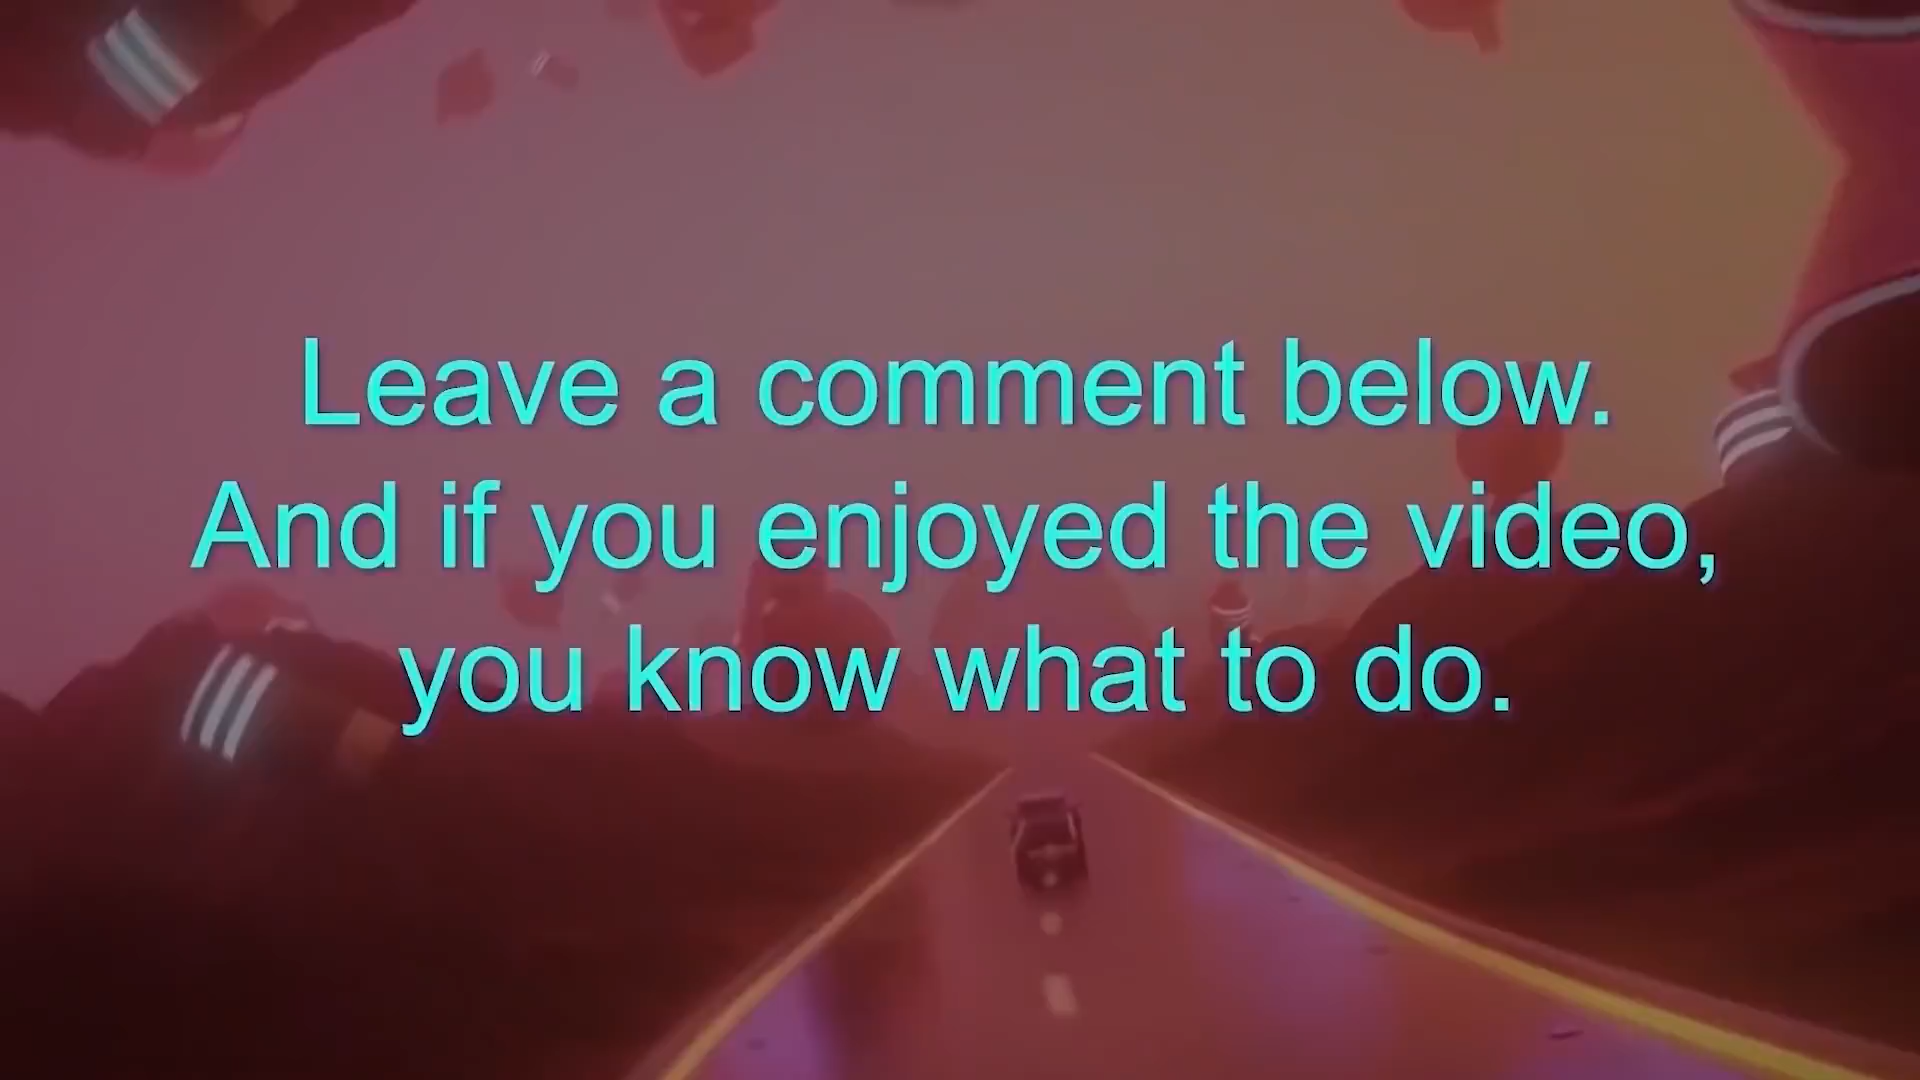 Leave a comment below.
And if you enjoyed the video,
you know what to do.